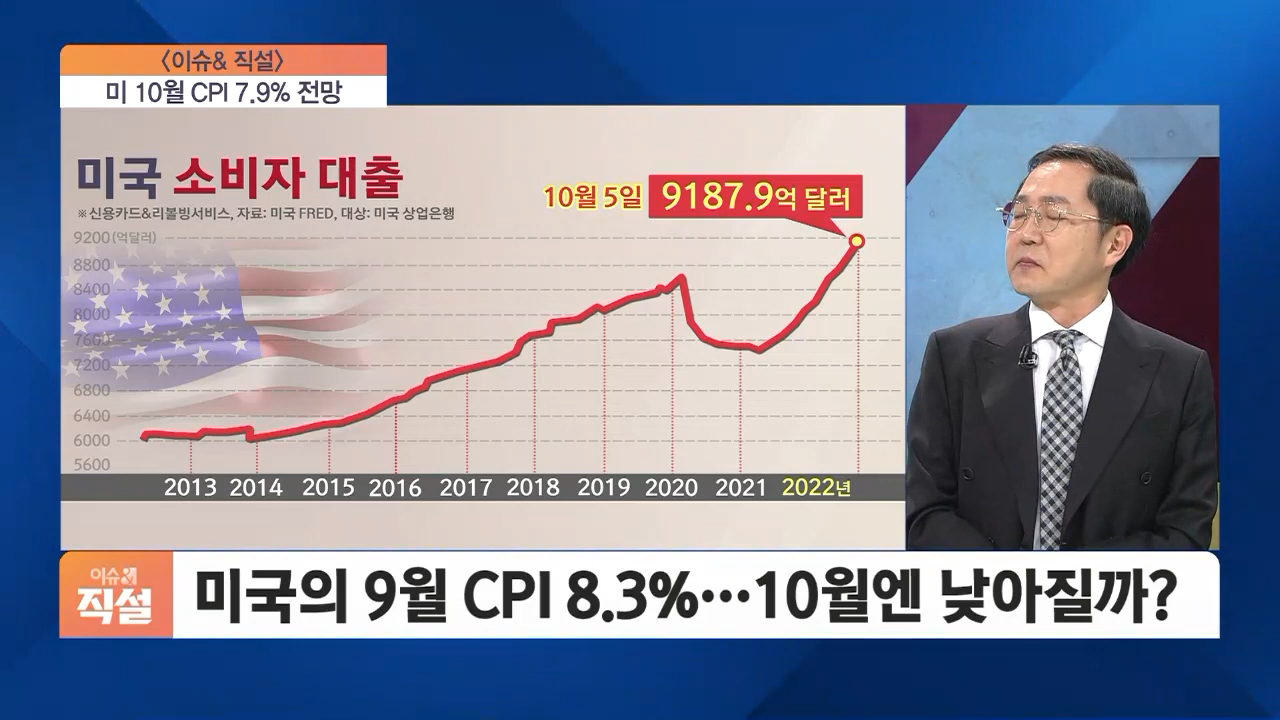 〈이슈& 직설〉
미 10월 CPI 7.9% 전망
미국 소비자 대출
※신용카드&리볼빙서비스, 자료: 미국 FRED, 대상: 미국 상업은행
10월 5일 9187.9억 달러
9200(억달러)
8800
8400
8000
7600
7200
6800
6400
6000
5600
2013 2014 2015 2016 2017 2018 2019 2020 2021 2022년
이슈&
직설
미국의 9월 CPI 8.3%…10월엔 낮아질까?